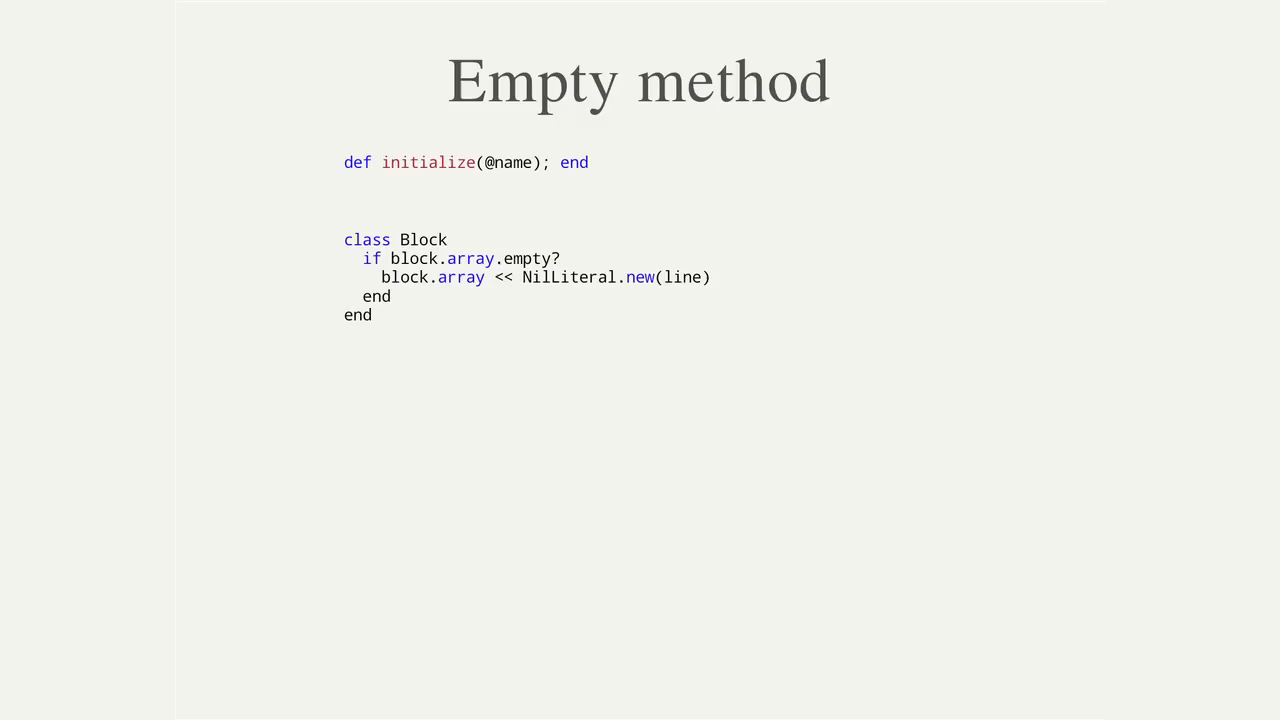 Empty method
def initialize(@name); end
class Block
  if block.array.empty?
    block.array << NilLiteral.new(line)
  end
end